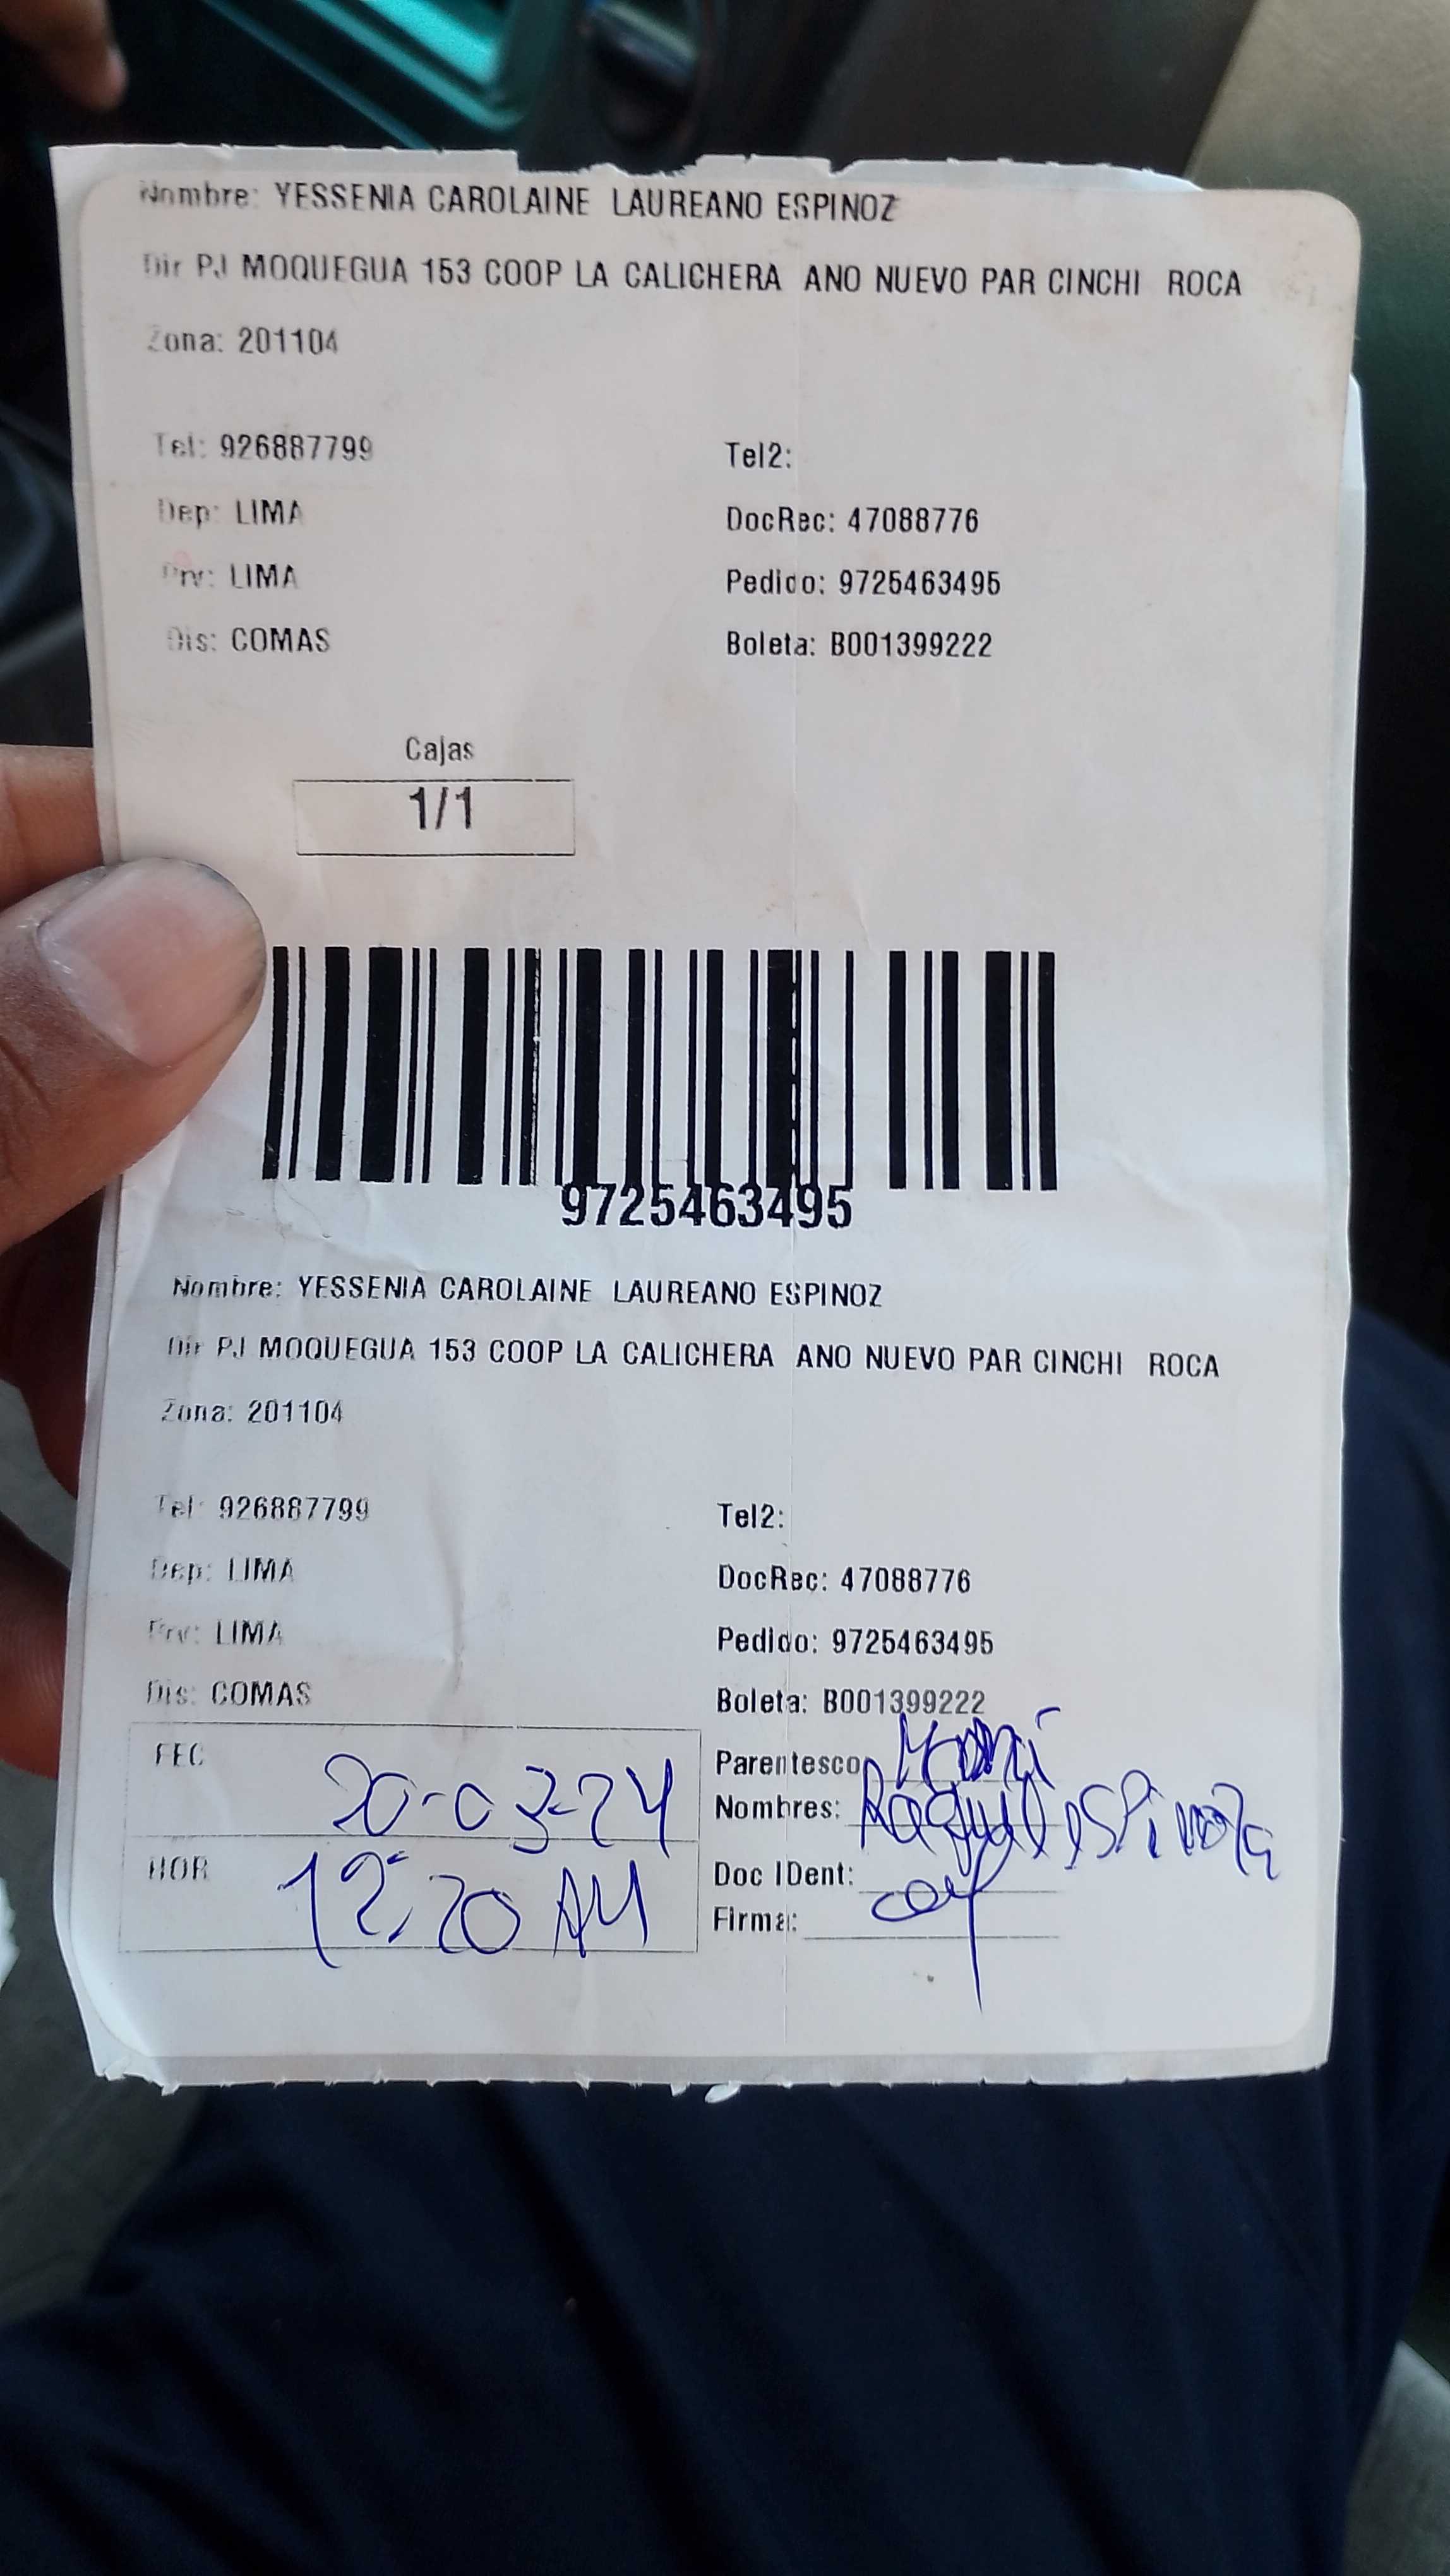 Nombre: YESSENIA CAROLAINE LAUREANO ESPINOZ
Dir PJ MOQUEGUA 153 COOP LA CALICHERA ANO NUEVO PAR CINCHI ROCA
Zona: 201104
Tel: 926887799
Tel2:
Dep: LIMA
DocRec: 47088776
Prv: LIMA
Pedido: 9725463495
Dis: COMAS
Boleta: B001399222
Cajas
1/1
9725463495
Nombre: YESSENIA CAROLAINE LAUREANO ESPINOZ
Dir PJ MOQUEGUA 153 COOP LA CALICHERA ANO NUEVO PAR CINCHI ROCA
Zona: 201104
Tel: 926887799
Tel2:
Dep: LIMA
DocRec: 47088776
Prv: LIMA
Pedido: 9725463495
Dis: COMAS
Boleta: B001399222
FEC 20-03-24
Parentesco
Nombres: Raquel espinoza
HOR 12:20 AM
Doc IDent:
Firma: